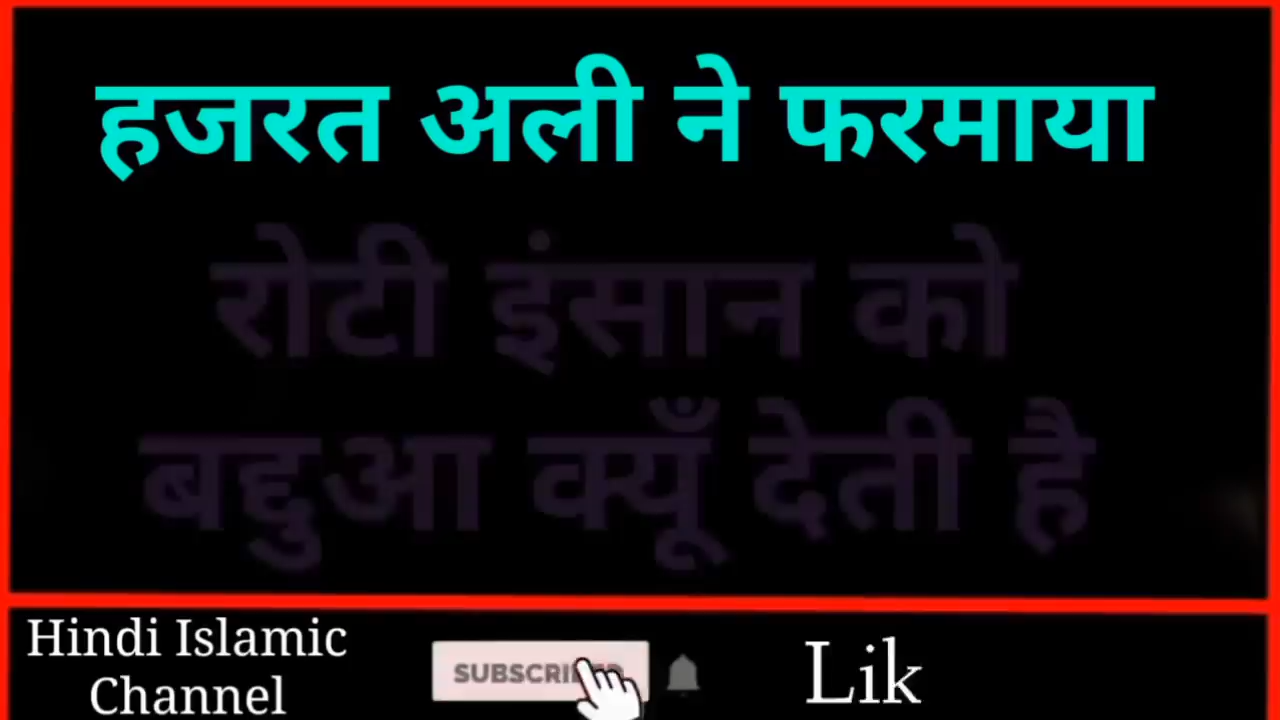 हजरत अली ने फरमाया
रोटी इंसान को
बद्दुआ क्यूँ देती है
Hindi Islamic
Channel
Lik